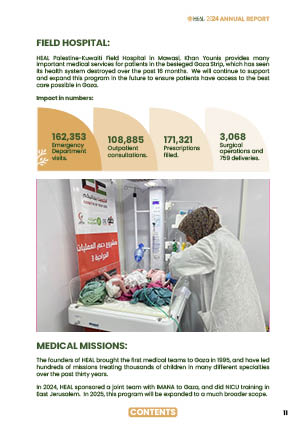 HEAL 2024 ANNUAL REPORT
FIELD HOSPITAL:
HEAL Palestine-Kuwaiti Field Hospital in Mawasi, Khan Younis provides many
important medical services for patients in the besieged Gaza Strip, which has seen
its health system destroyed over the past 16 months. We will continue to support
and expand this program in the future to ensure patients have access to the best
care possible in Gaza.
Impact in numbers:
162,353
Emergency
Department
visits.
108,885
Outpatient
consultations.
171,321
Prescriptions
filled.
3,068
Surgical
operations and
759 deliveries.
مشروع دعم العمليات
الجراحية 3
MEDICAL MISSIONS:
The founders of HEAL brought the first medical teams to Gaza in 1995, and have led
hundreds of missions treating thousands of children in many different specialties
over the past thirty years.
In 2024, HEAL sponsored a joint team with IMANA to Gaza, and did NICU training in
East Jerusalem. In 2025, this program will be expanded to a much broader scope.
CONTENTS
11